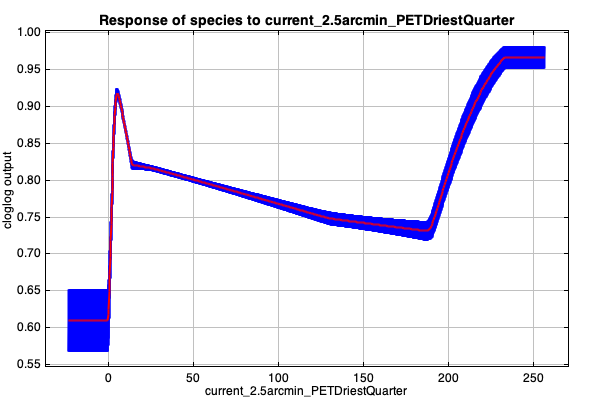 Response of species to current_2.5arcmin_PETDriestQuarter
cloglog output
1.00
0.95
0.90
0.85
0.80
0.75
0.70
0.65
0.60
0.55
0 50 100 150 200 250
current_2.5arcmin_PETDriestQuarter